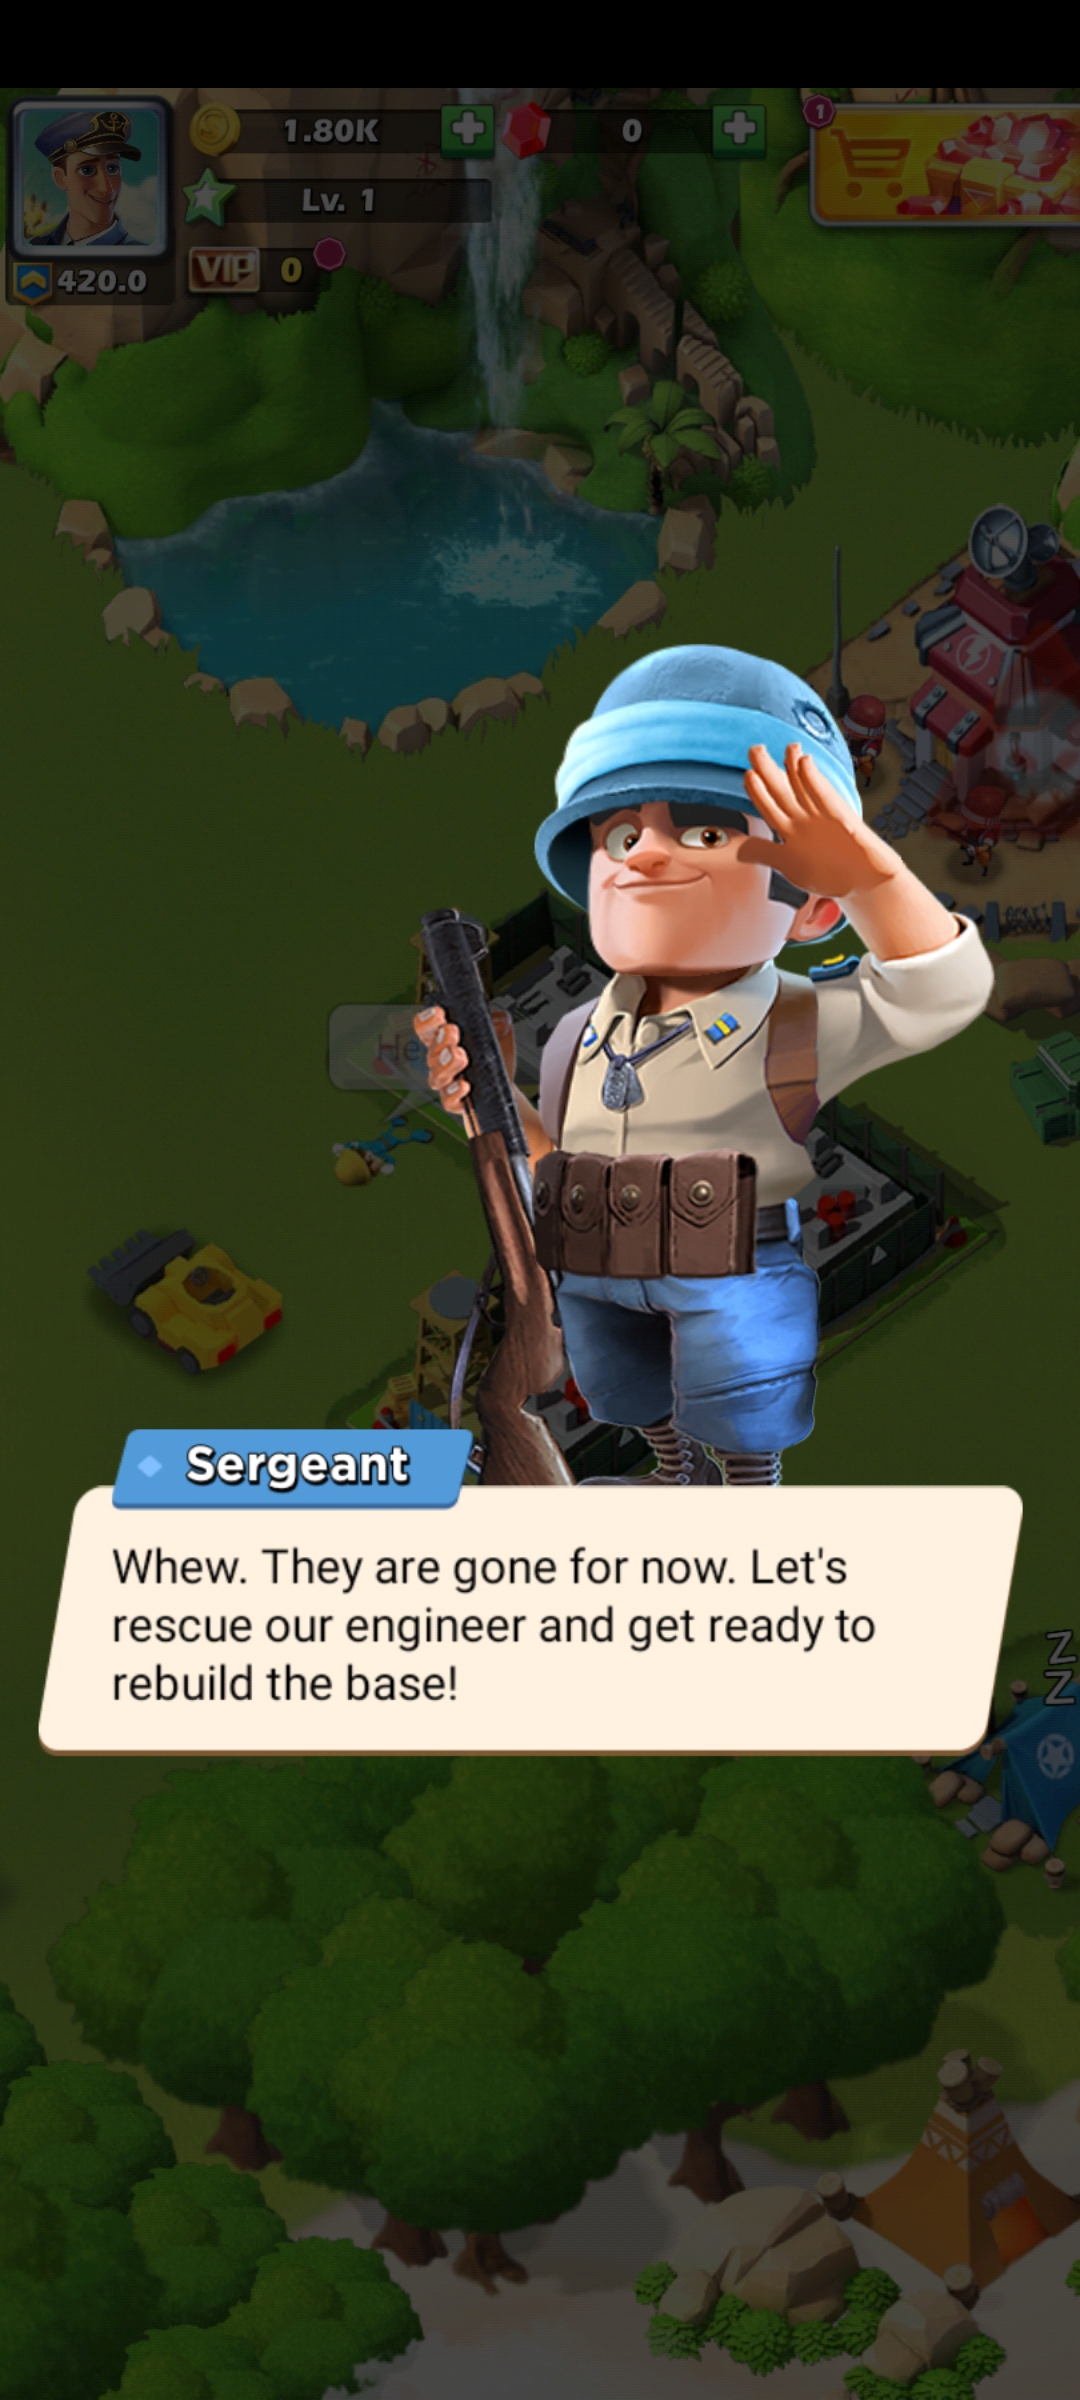 1.80K
0
1
Lv. 1
420.0
VIP 0
Sergeant
Whew. They are gone for now. Let's
rescue our engineer and get ready to
rebuild the base!
Z
Z